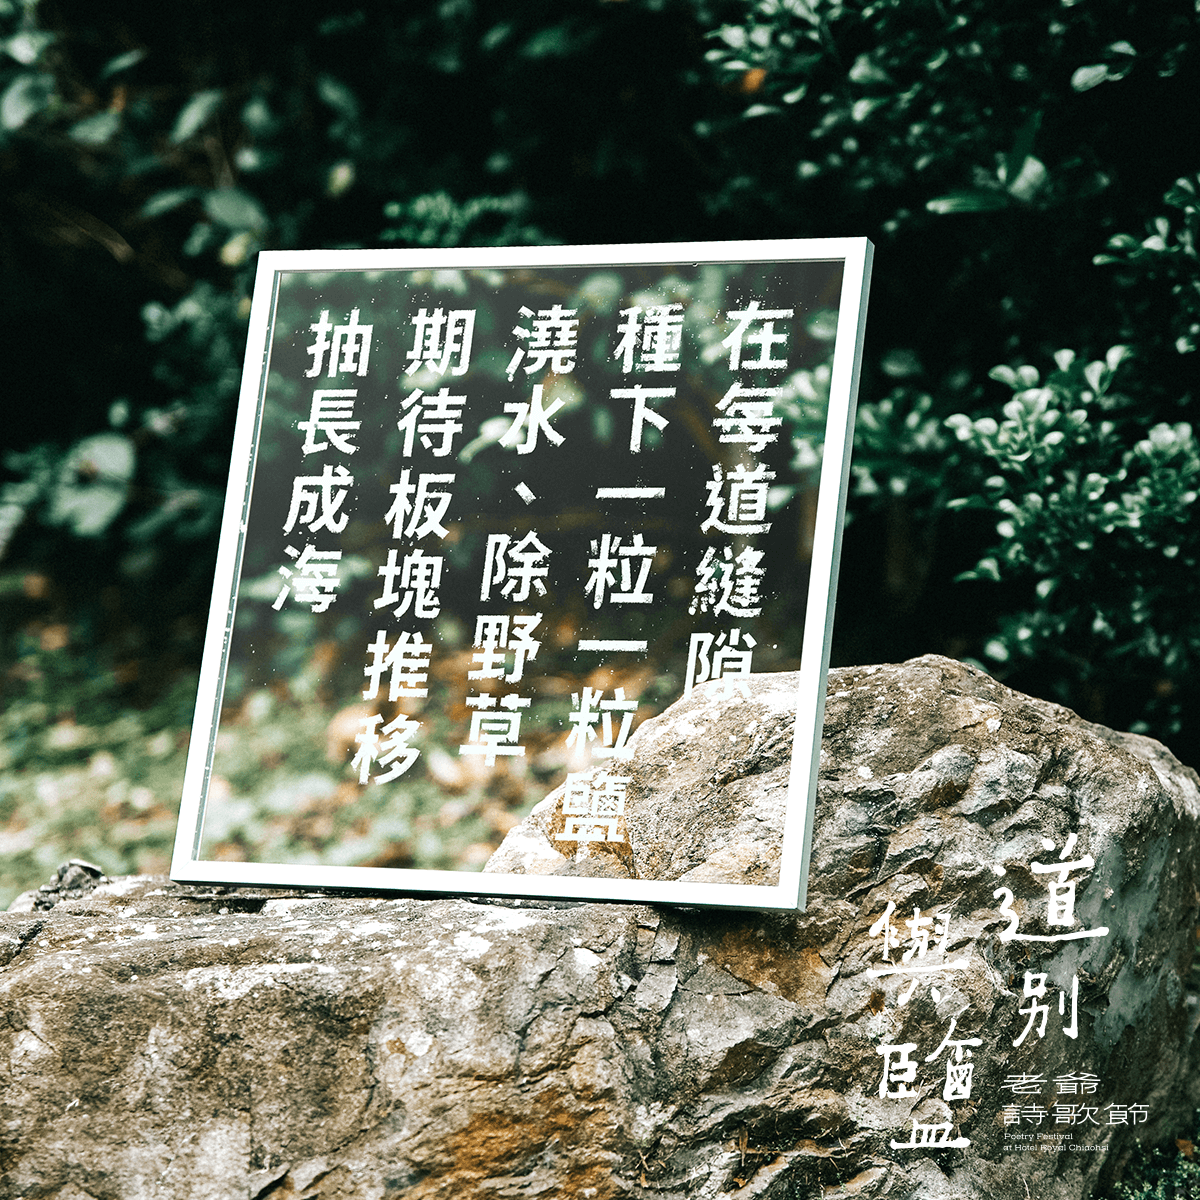 在每道縫隙
種下一粒一粒鹽
澆水、除野草
期待板塊推移
抽長成海
道別
與鹽
老爺
詩歌節
Poetry Festival
at Hotel Royal Chiaohsi